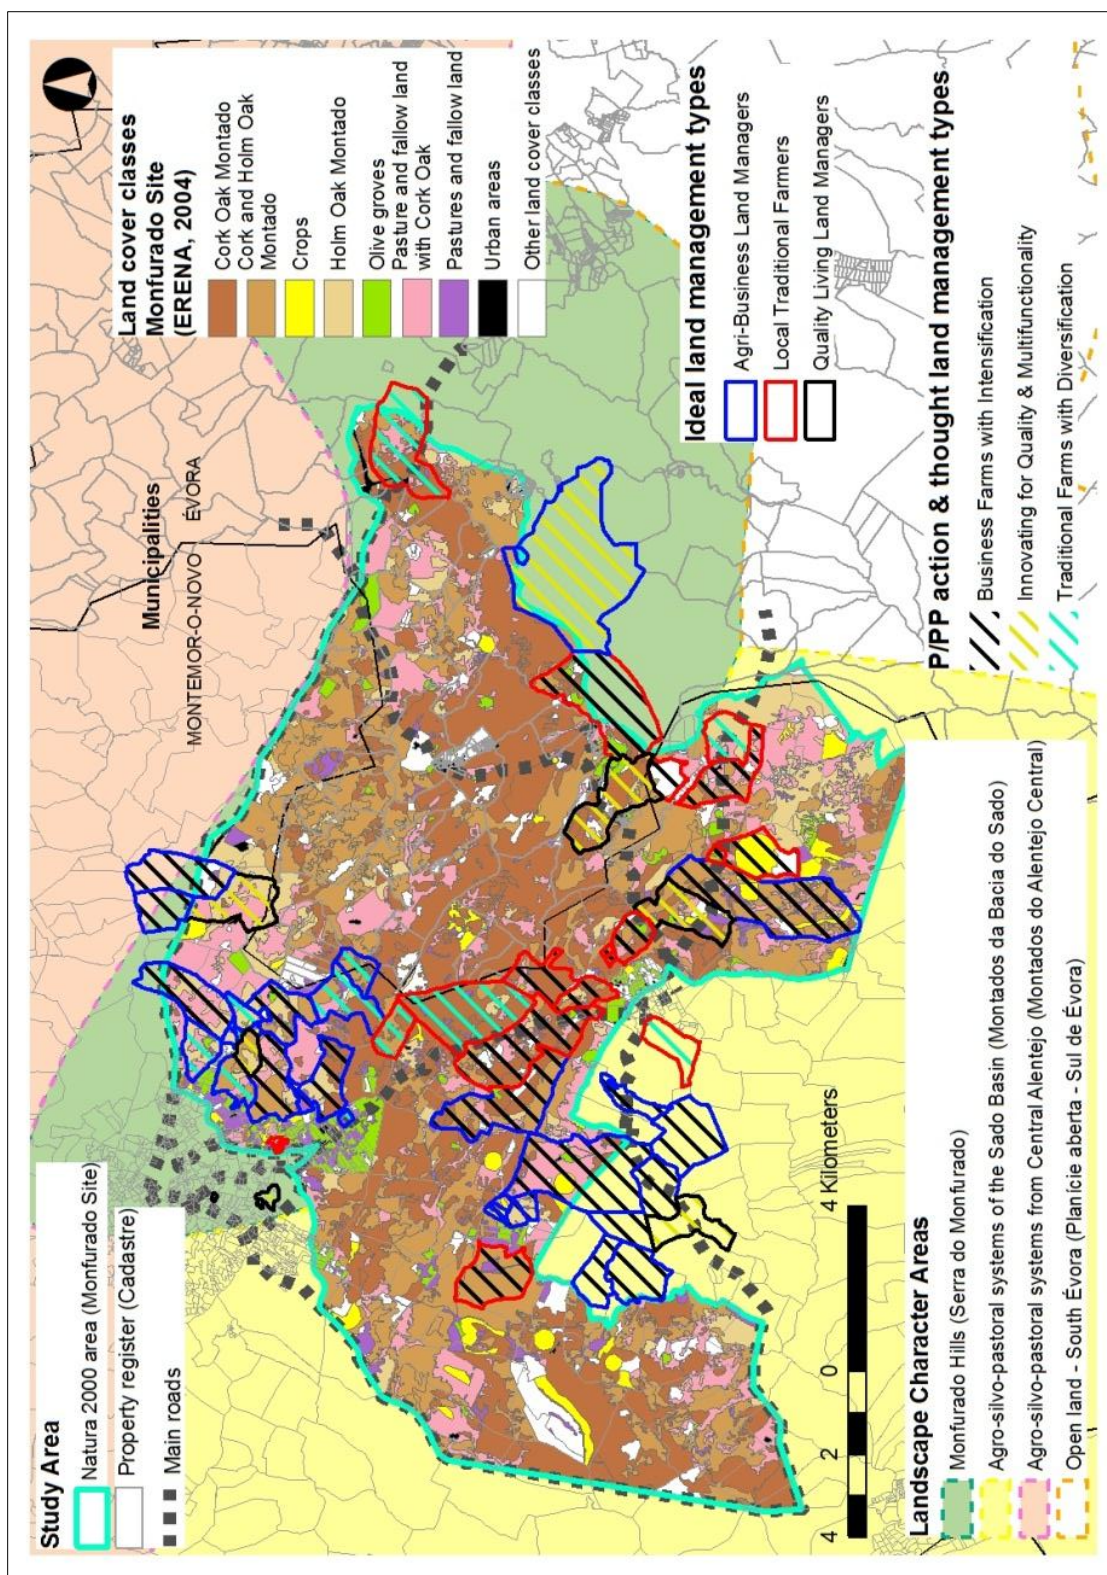 Study Area
Natura 2000 area (Monfurado Site)
Property register (Cadastre)
Main roads
Municipalities
MONTEMOR-O-NOVO
ÉVORA
Land cover classes
Monfurado Site
(ERENA, 2004)
Cork Oak Montado
Cork and Holm Oak
Montado
Crops
Holm Oak Montado
Olive groves
Pasture and fallow land
with Cork Oak
Pastures and fallow land
Urban areas
Other land cover classes
Ideal land management types
Agri-Business Land Managers
Local Traditional Farmers
Quality Living Land Managers
P/PP action & thought land management types
Business Farms with Intensification
Innovating for Quality & Multifunctionality
Traditional Farms with Diversification
4 2 0 4 Kilometers
Landscape Character Areas
Monfurado Hills (Serra do Monfurado)
Agro-silvo-pastoral systems of the Sado Basin (Montados da Bacia do Sado)
Agro-silvo-pastoral systems from Central Alentejo (Montados do Alentejo Central)
Open land - South Évora (Planície aberta - Sul de Évora)